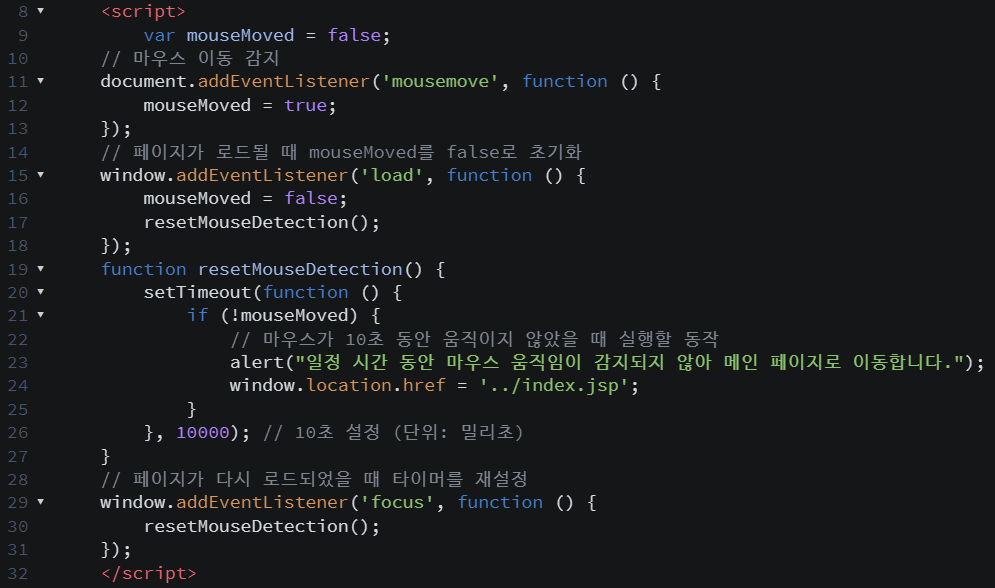 8 <script>
9 var mouseMoved = false;
10 // 마우스 이동 감지
11 document.addEventListener('mousemove', function () {
12 mouseMoved = true;
13 });
14 // 페이지가 로드될 때 mouseMoved를 false로 초기화
15 window.addEventListener('load', function () {
16 mouseMoved = false;
17 resetMouseDetection();
18 });
19 function resetMouseDetection() {
20 setTimeout(function () {
21 if (!mouseMoved) {
22 // 마우스가 10초 동안 움직이지 않았을 때 실행할 동작
23 alert("일정 시간 동안 마우스 움직임이 감지되지 않아 메인 페이지로 이동합니다.");
24 window.location.href = '../index.jsp';
25 }
26 }, 10000); // 10초 설정 (단위: 밀리초)
27 }
28 // 페이지가 다시 로드되었을 때 타이머를 재설정
29 window.addEventListener('focus', function () {
30 resetMouseDetection();
31 });
32 </script>